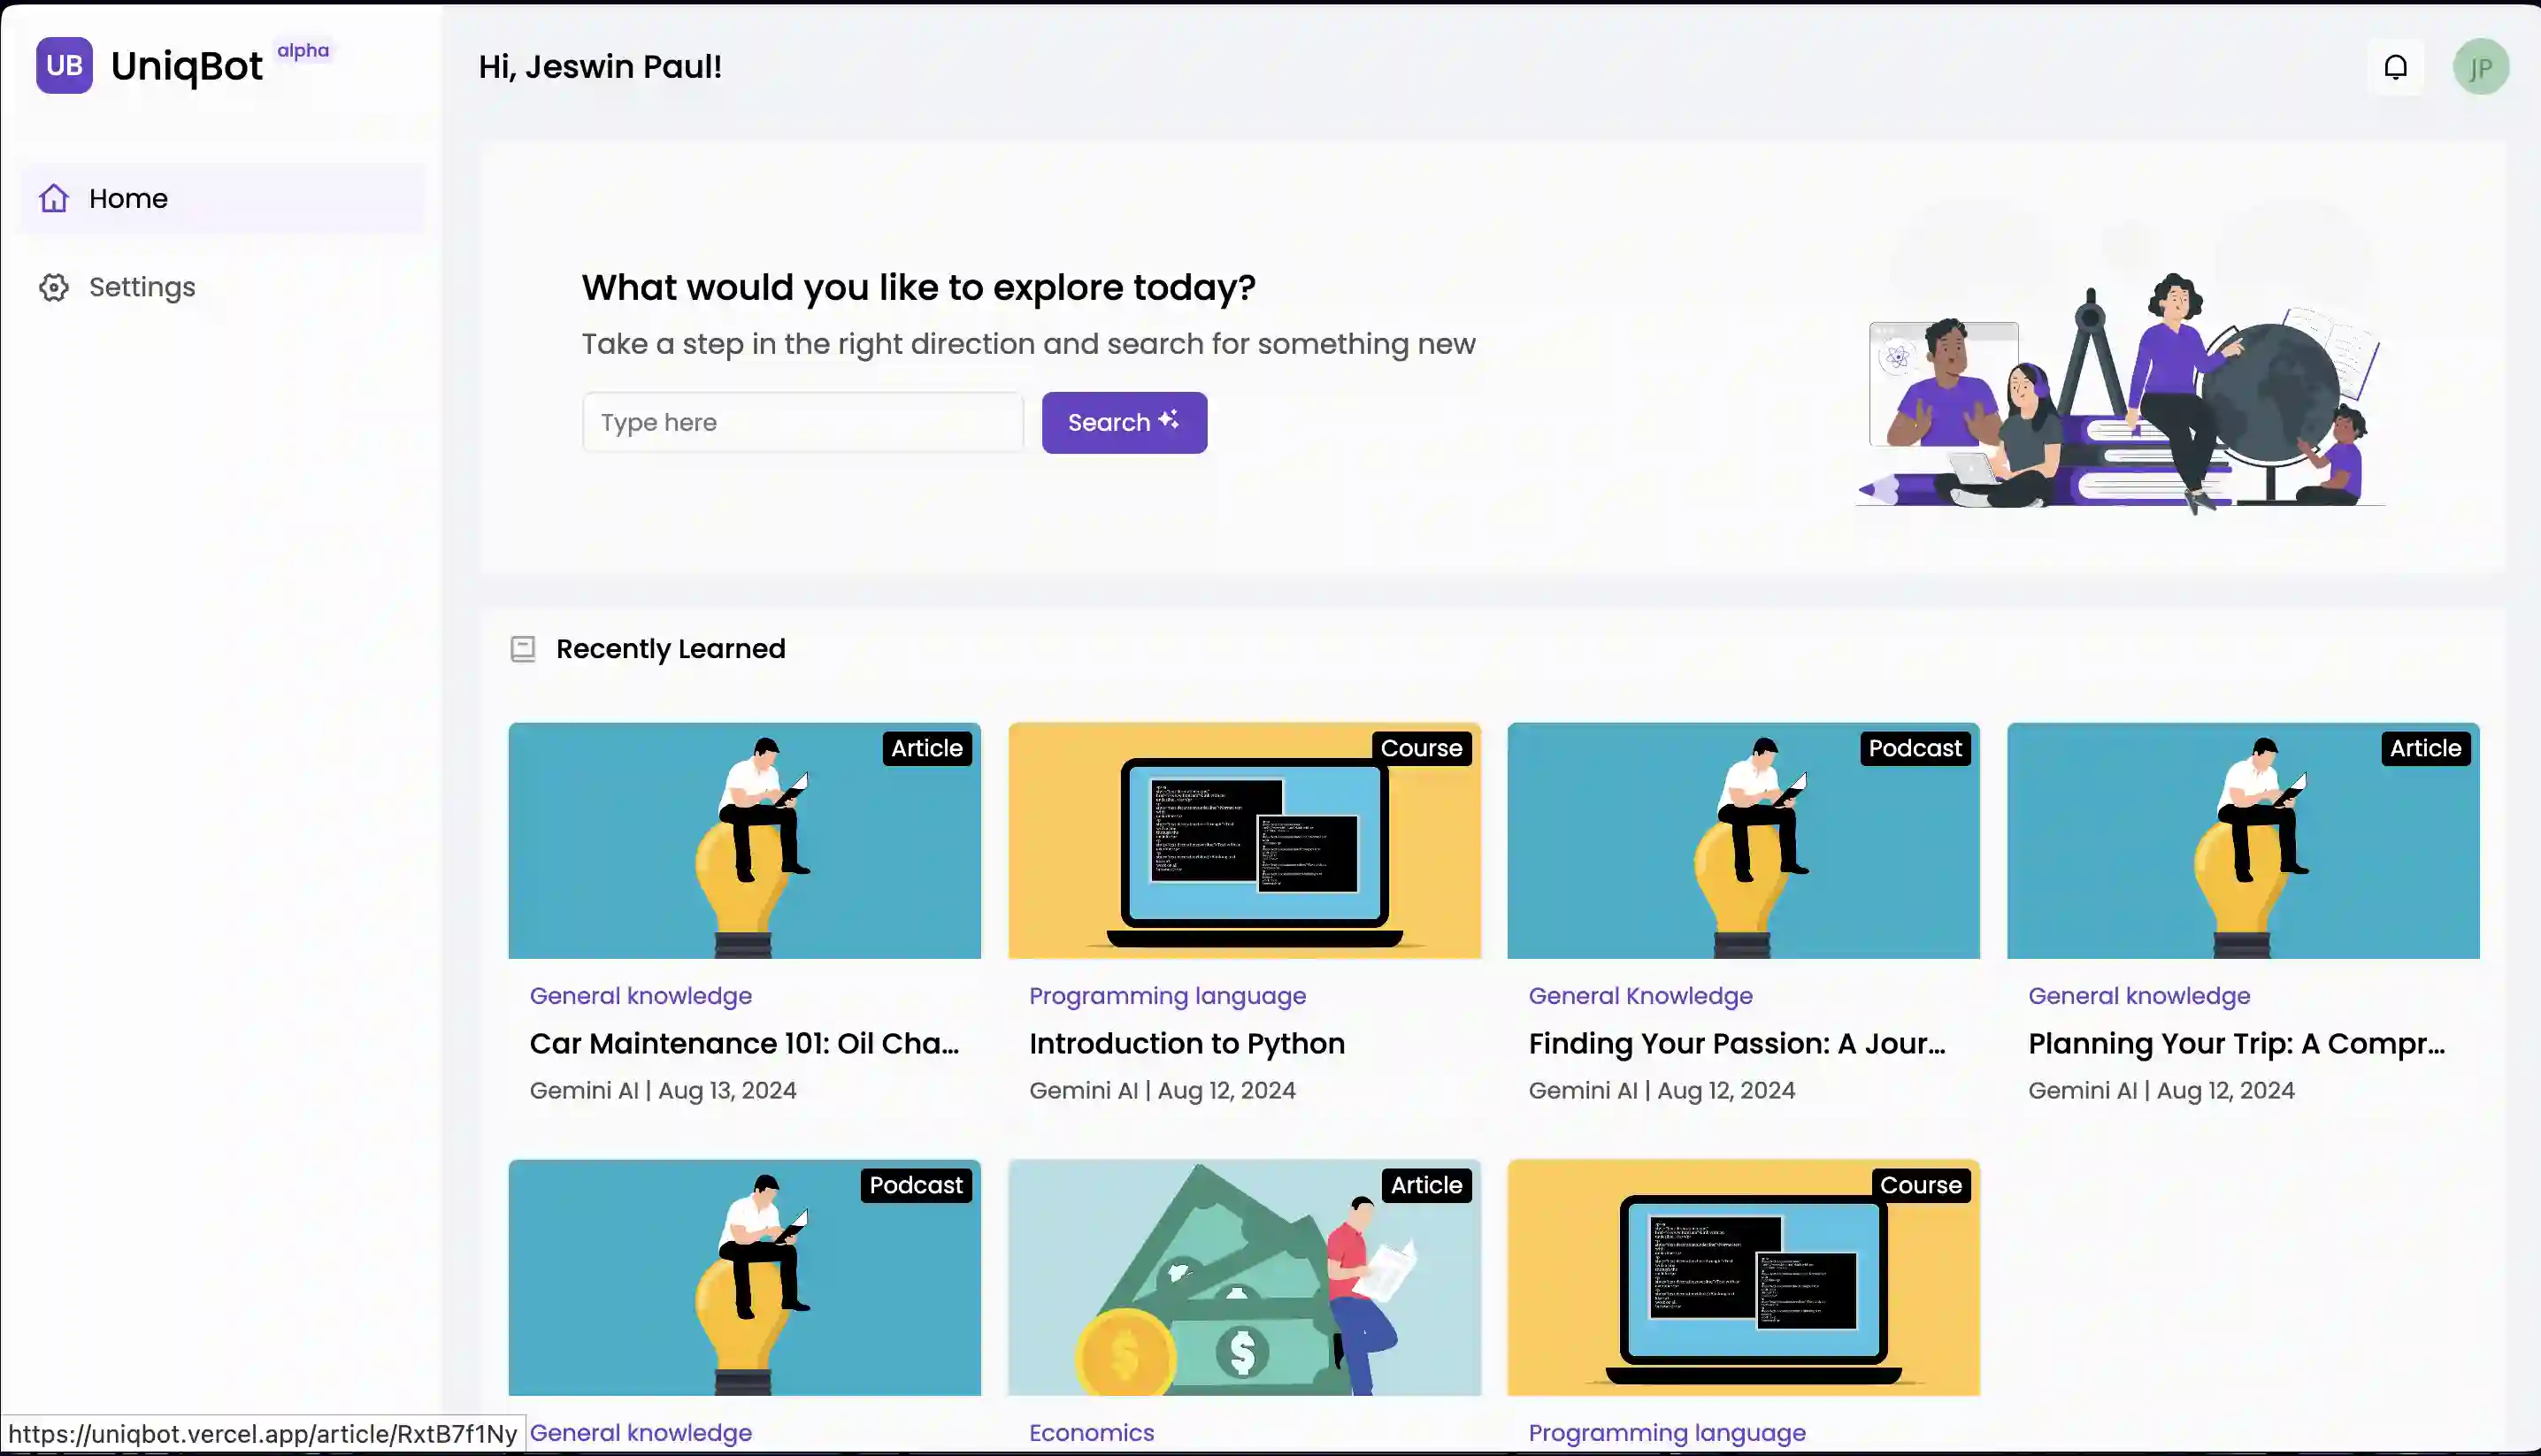 UB UniqBot alpha
Hi, Jeswin Paul!
JP
Home
Settings
What would you like to explore today?
Take a step in the right direction and search for something new
Type here
Search
Recently Learned
Article
Course
Podcast
Article
General knowledge
Car Maintenance 101: Oil Cha...
Gemini AI | Aug 13, 2024
Programming language
Introduction to Python
Gemini AI | Aug 12, 2024
General Knowledge
Finding Your Passion: A Jour...
Gemini AI | Aug 12, 2024
General knowledge
Planning Your Trip: A Compr...
Gemini AI | Aug 12, 2024
Podcast
Article
Course
General knowledge
Economics
Programming language
https://uniqbot.vercel.app/article/RxtB7f1Ny